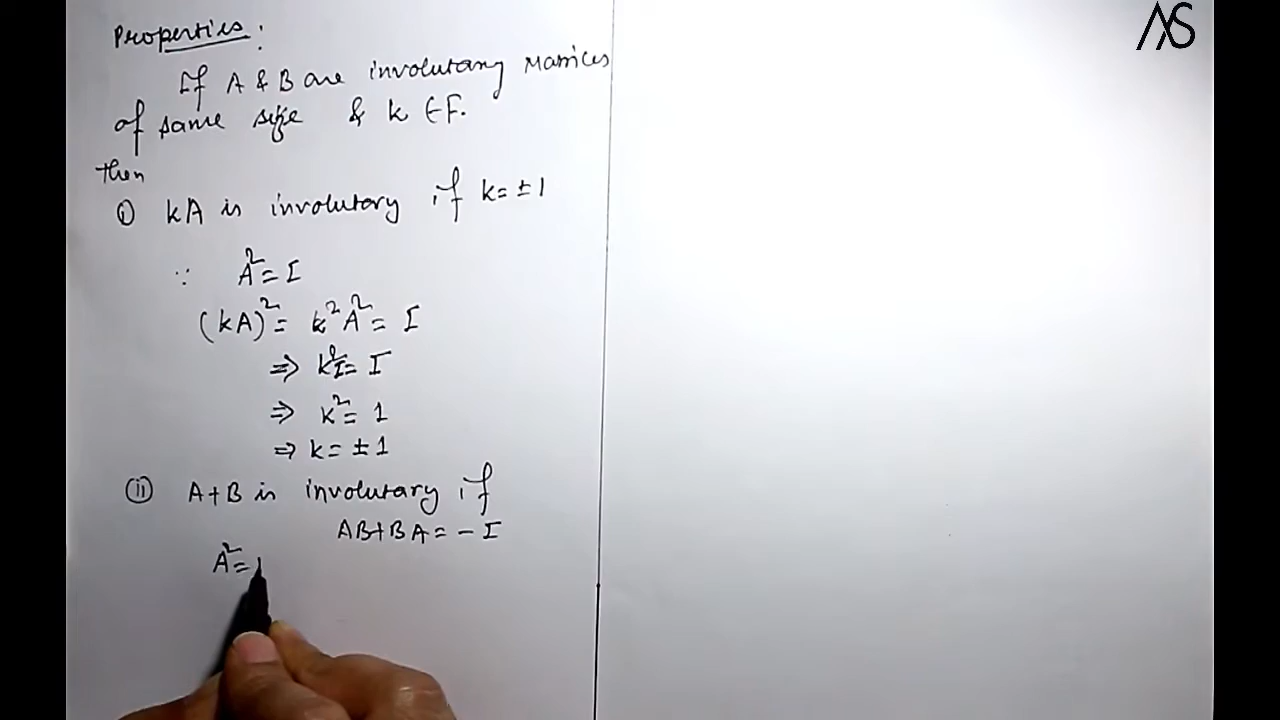 Properties:
If A & B are involutary Matrices
of same size & k ∈ F.
then
(i) kA is involutory if k = ±1
∵ A² = I
(kA)² = k²A² = I
⇒ k²I = I
⇒ k² = 1
⇒ k = ±1
(ii) A+B is involutary if
AB+BA = -I
A² =
AS